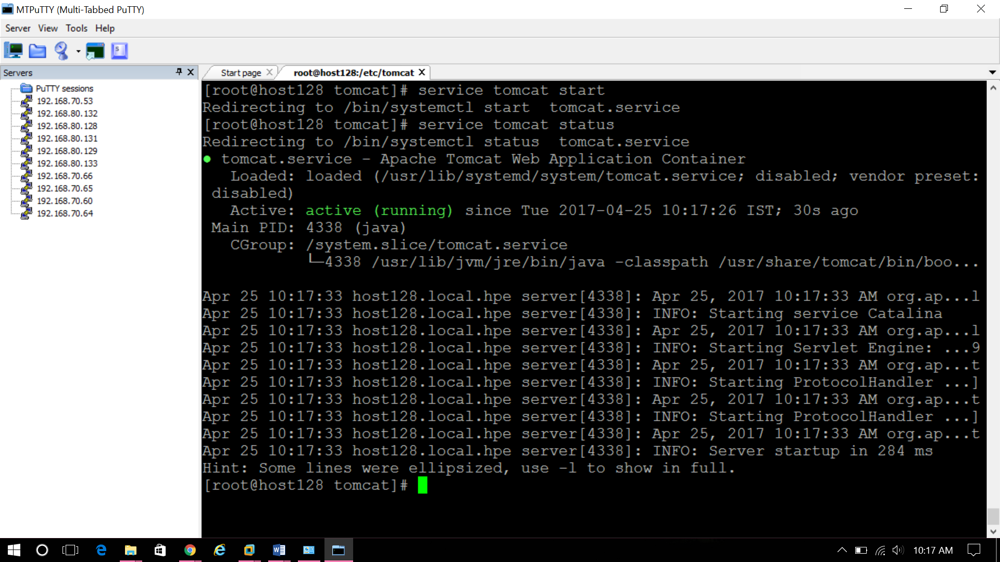 MTPuTTY (Multi-Tabbed PuTTY)
Server View Tools Help
Servers
PuTTY sessions
192.168.70.53
192.168.80.132
192.168.80.128
192.168.80.131
192.168.80.129
192.168.80.133
192.168.70.66
192.168.70.65
192.168.70.60
192.168.70.64
Start page root@host128:/etc/tomcat
[root@host128 tomcat]# service tomcat start
Redirecting to /bin/systemctl start  tomcat.service
[root@host128 tomcat]# service tomcat status
Redirecting to /bin/systemctl status  tomcat.service
● tomcat.service - Apache Tomcat Web Application Container
   Loaded: loaded (/usr/lib/systemd/system/tomcat.service; disabled; vendor preset:
 disabled)
   Active: active (running) since Tue 2017-04-25 10:17:26 IST; 30s ago
 Main PID: 4338 (java)
   CGroup: /system.slice/tomcat.service
           └─4338 /usr/lib/jvm/jre/bin/java -classpath /usr/share/tomcat/bin/boo...
Apr 25 10:17:33 host128.local.hpe server[4338]: Apr 25, 2017 10:17:33 AM org.ap...l
Apr 25 10:17:33 host128.local.hpe server[4338]: INFO: Starting service Catalina
Apr 25 10:17:33 host128.local.hpe server[4338]: Apr 25, 2017 10:17:33 AM org.ap...l
Apr 25 10:17:33 host128.local.hpe server[4338]: INFO: Starting Servlet Engine: ...9
Apr 25 10:17:33 host128.local.hpe server[4338]: Apr 25, 2017 10:17:33 AM org.ap...t
Apr 25 10:17:33 host128.local.hpe server[4338]: INFO: Starting ProtocolHandler ...]
Apr 25 10:17:33 host128.local.hpe server[4338]: Apr 25, 2017 10:17:33 AM org.ap...t
Apr 25 10:17:33 host128.local.hpe server[4338]: INFO: Starting ProtocolHandler ...]
Apr 25 10:17:33 host128.local.hpe server[4338]: Apr 25, 2017 10:17:33 AM org.ap...t
Apr 25 10:17:33 host128.local.hpe server[4338]: INFO: Server startup in 284 ms
Hint: Some lines were ellipsized, use -l to show in full.
[root@host128 tomcat]#
10:17 AM